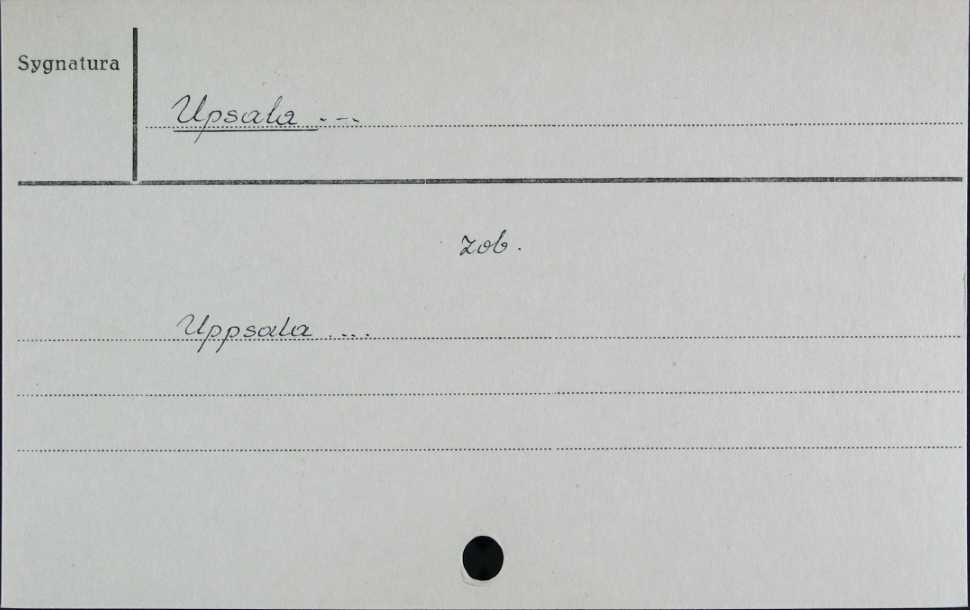 Sygnatura
Upsala ...
zob.
Uppsala ...